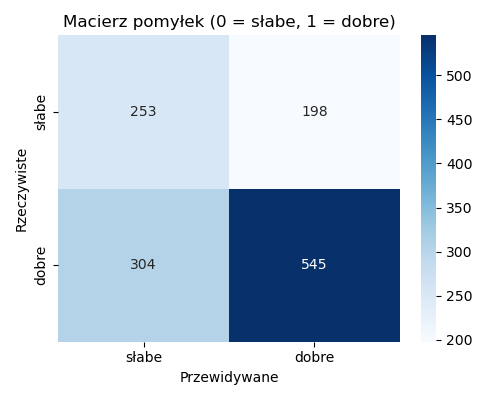 Macierz pomyłek (0 = słabe, 1 = dobre)
Rzeczywiste
słabe
253 198
dobre
304 545
słabe dobre
Przewidywane
500
450
400
350
300
250
200